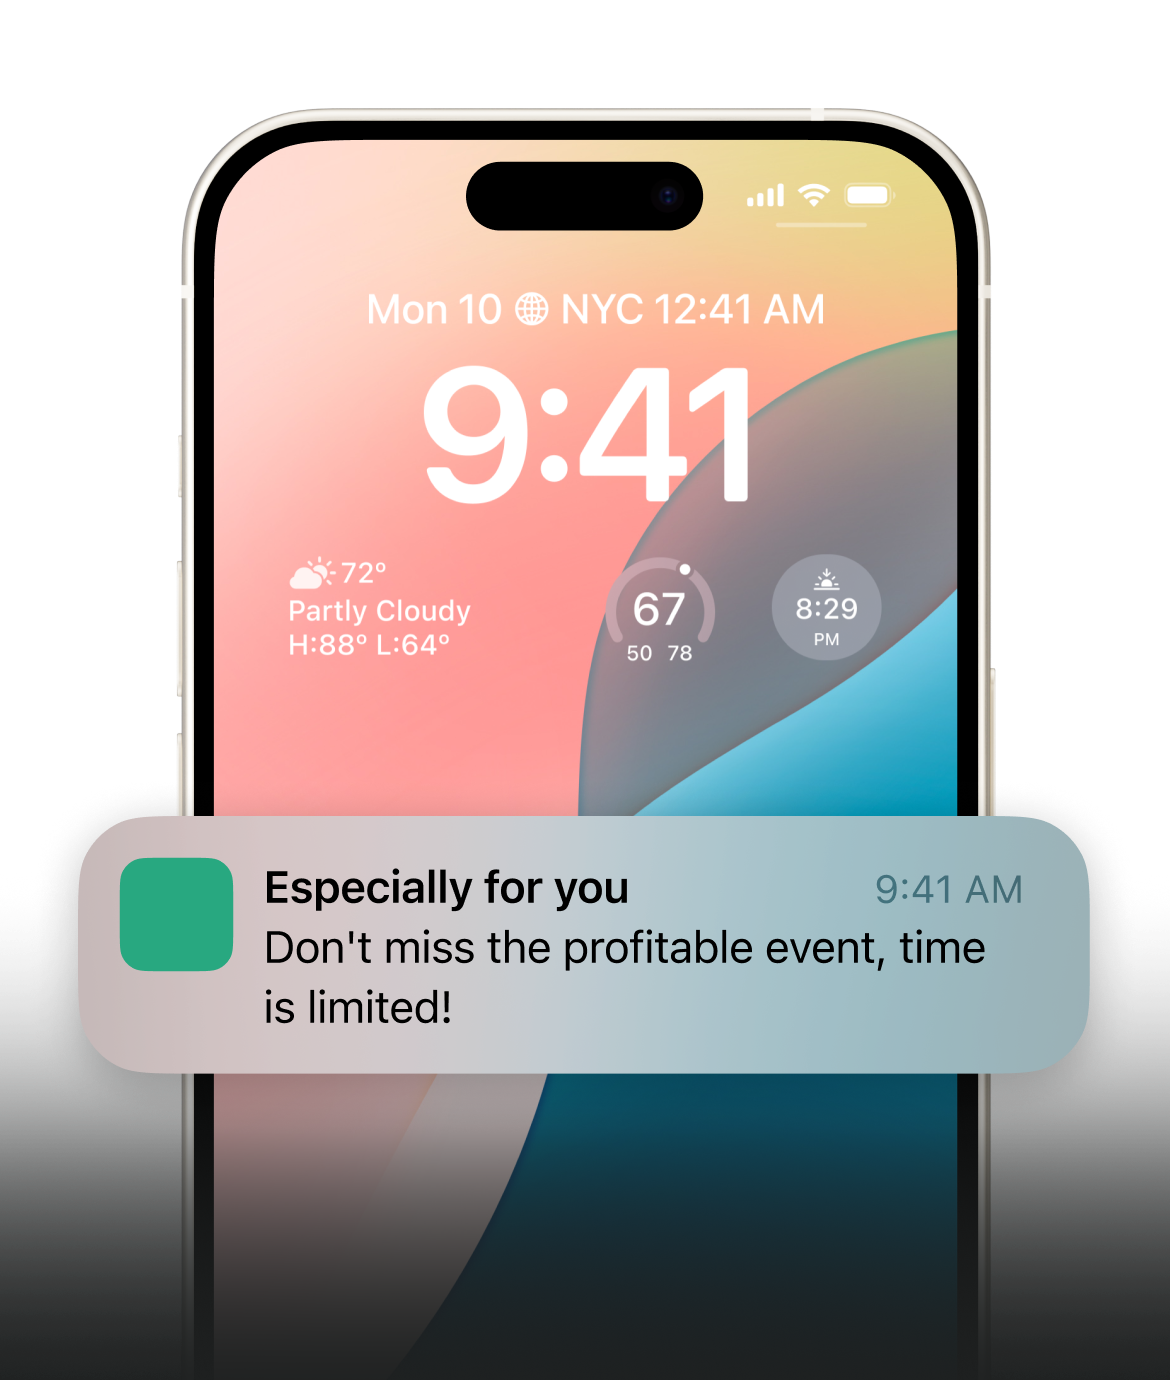 Mon 10 NYC 12:41 AM
9:41
72°
Partly Cloudy
H:88° L:64°
67
50 78
8:29
PM
Especially for you 9:41 AM
Don't miss the profitable event, time
is limited!